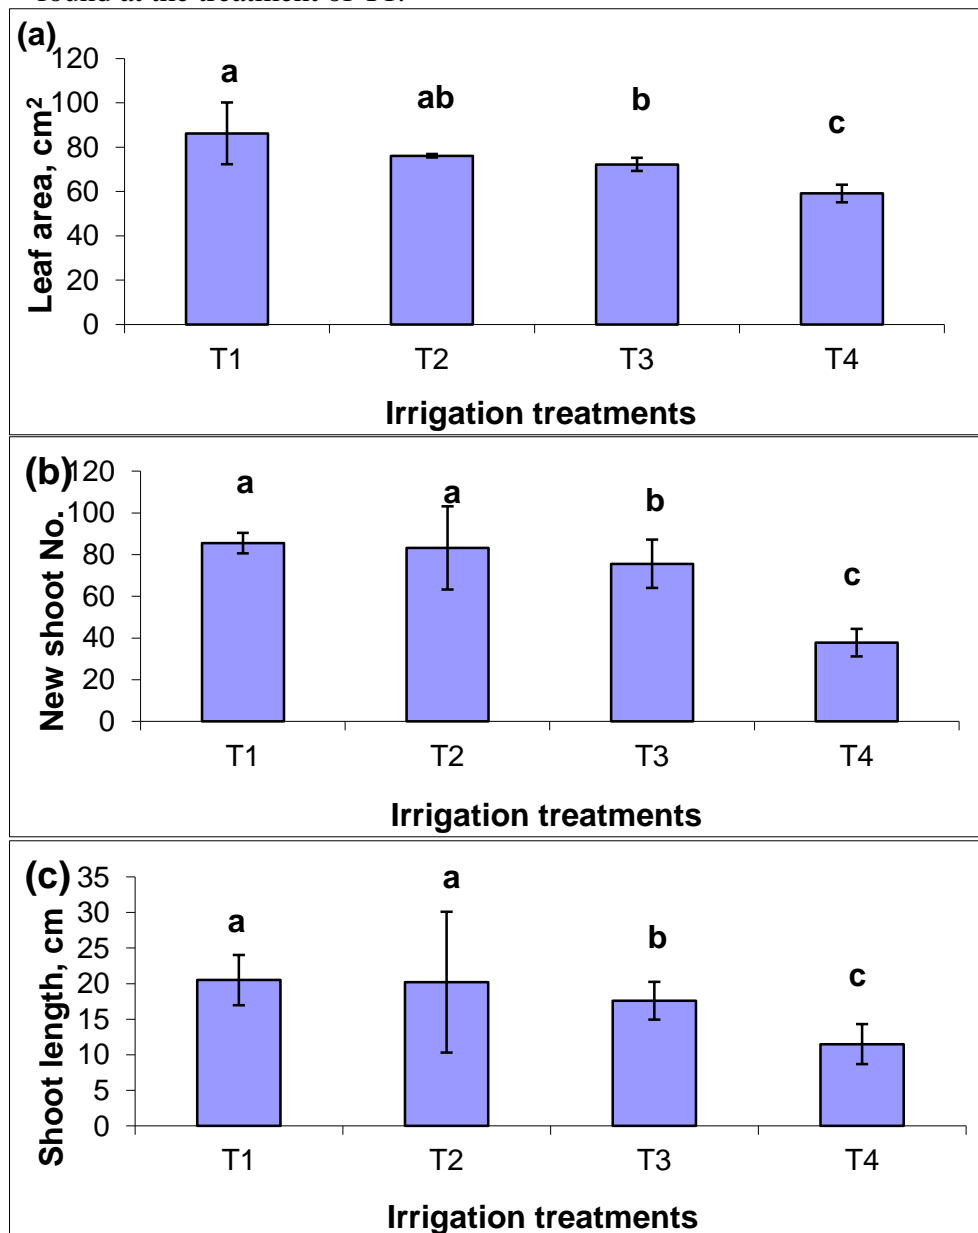 (a)
120
100
80
60
40
20
0
Leaf area, cm²
a
ab
b
c
T1 T2 T3 T4
Irrigation treatments
(b)
120
100
80
60
40
20
0
New shoot No.
a
a
b
c
T1 T2 T3 T4
Irrigation treatments
(c)
35
30
25
20
15
10
5
0
Shoot length, cm
a
a
b
c
T1 T2 T3 T4
Irrigation treatments